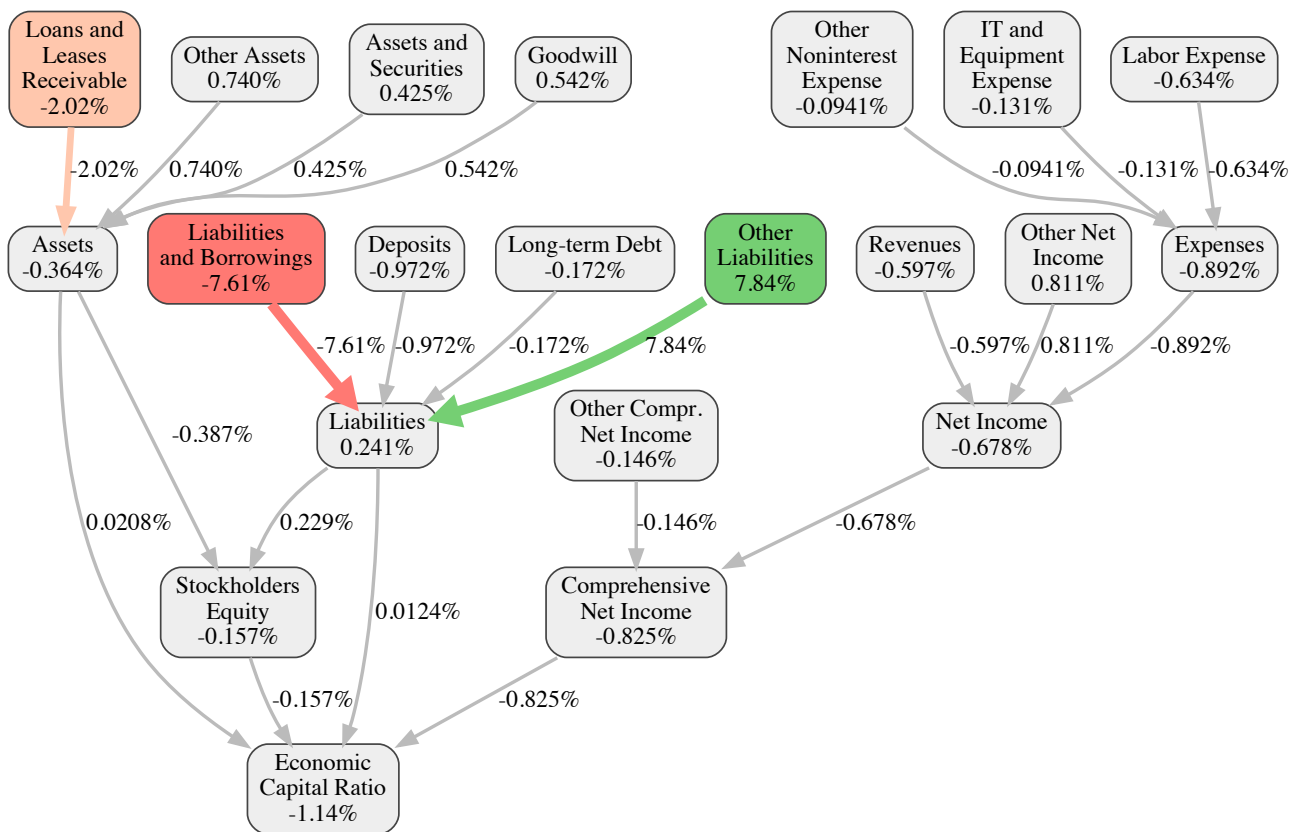 Loans and
Leases
Receivable
-2.02%
Other Assets
0.740%
Assets and
Securities
0.425%
Goodwill
0.542%
Other
Noninterest
Expense
-0.0941%
IT and
Equipment
Expense
-0.131%
Labor Expense
-0.634%
-2.02%
0.740%
0.425%
0.542%
-0.0941%
-0.131%
-0.634%
Assets
-0.364%
Liabilities
and Borrowings
-7.61%
Deposits
-0.972%
Long-term Debt
-0.172%
Other
Liabilities
7.84%
Revenues
-0.597%
Other Net
Income
0.811%
Expenses
-0.892%
-7.61%
-0.972%
-0.172%
7.84%
-0.597%
0.811%
-0.892%
-0.387%
Liabilities
0.241%
Other Compr.
Net Income
-0.146%
Net Income
-0.678%
0.0208%
0.229%
-0.146%
-0.678%
Stockholders
Equity
-0.157%
0.0124%
Comprehensive
Net Income
-0.825%
-0.157%
-0.825%
Economic
Capital Ratio
-1.14%